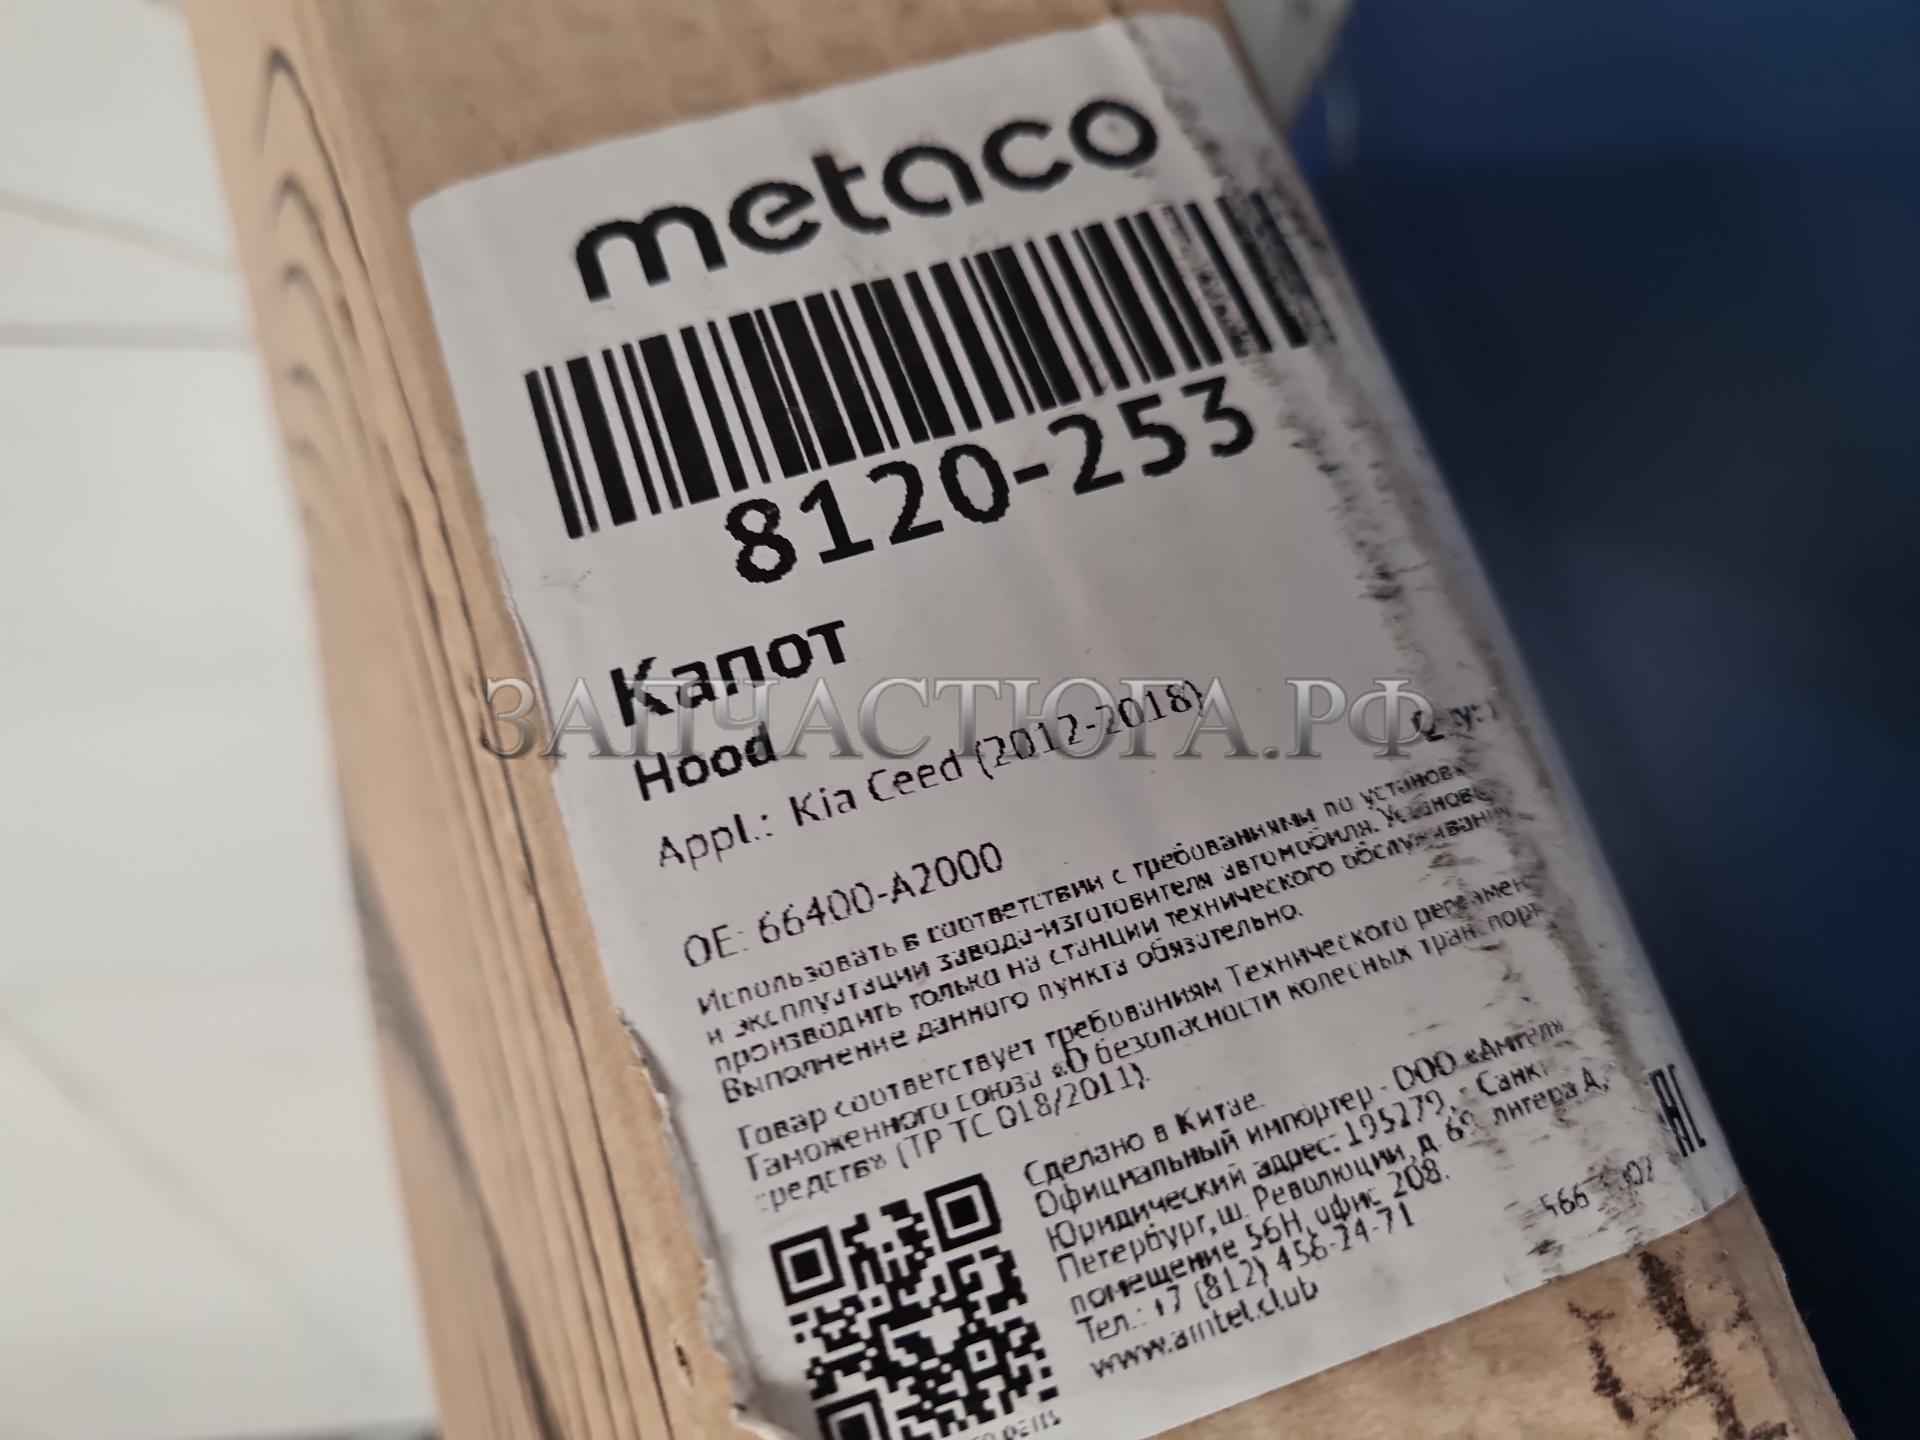 metaco
8120-253
Капот
Hood
ЗАПЧАСТЮГА.РФ
Appl.: Kia Ceed (2012-2018)
OE: 66400-A2000
Использовать в соответствии с требованиями по
и эксплуатации завода-изготовителя автомобиля.
производить только на станции технического обслуживания
Выполнение данного пункта обязательно.
Товар соответствует требованиям Технического
Таможенного союза «О безопасности колесных
средств» (ТР ТС 018/2011).
Сделано в Китае.
Официальный импортер - ООО
Юридический адрес: 195279, - Санкт
Петербург, ш. Революции, д. 69, литера А,
помещение 56Н, офис 208.
Тел.: +7 (812) 456-24-71
www.amtel.club